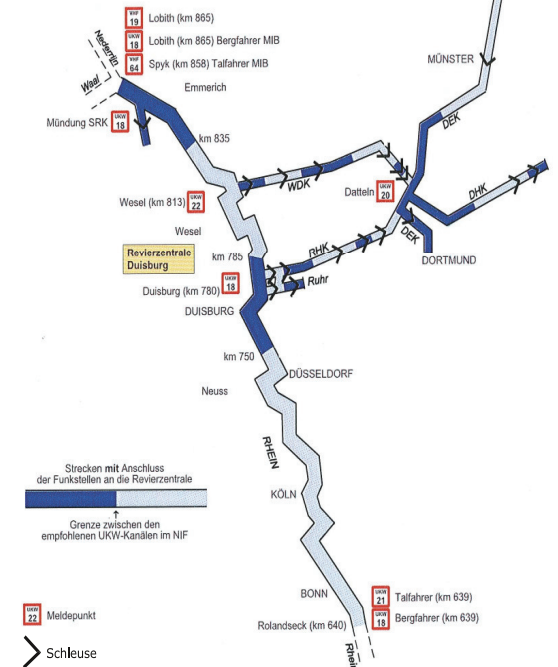 VHF
19
Lobith (km 865)
UKW
18
Lobith (km 865) Bergfahrer MIB
VHF
64
Spyk (km 858) Talfahrer MIB
Nederrijn
Waal
Emmerich
MÜNSTER
Mündung SRK
UKW
18
km 835
DEK
WDK
Datteln
UKW
20
DHK
Wesel (km 813)
UKW
22
Wesel
DEK
Revierzentrale
Duisburg
km 785
RHK
DORTMUND
Duisburg (km 780)
UKW
18
Ruhr
DUISBURG
km 750
DÜSSELDORF
Neuss
RHEIN
Strecken mit Anschluss
der Funkstellen an die Revierzentrale
KÖLN
Grenze zwischen den
empfohlenen UKW-Kanälen im NIF
BONN
UKW
21
Talfahrer (km 639)
UKW
22
Meldepunkt
Rolandseck (km 640)
UKW
18
Bergfahrer (km 639)
Schleuse